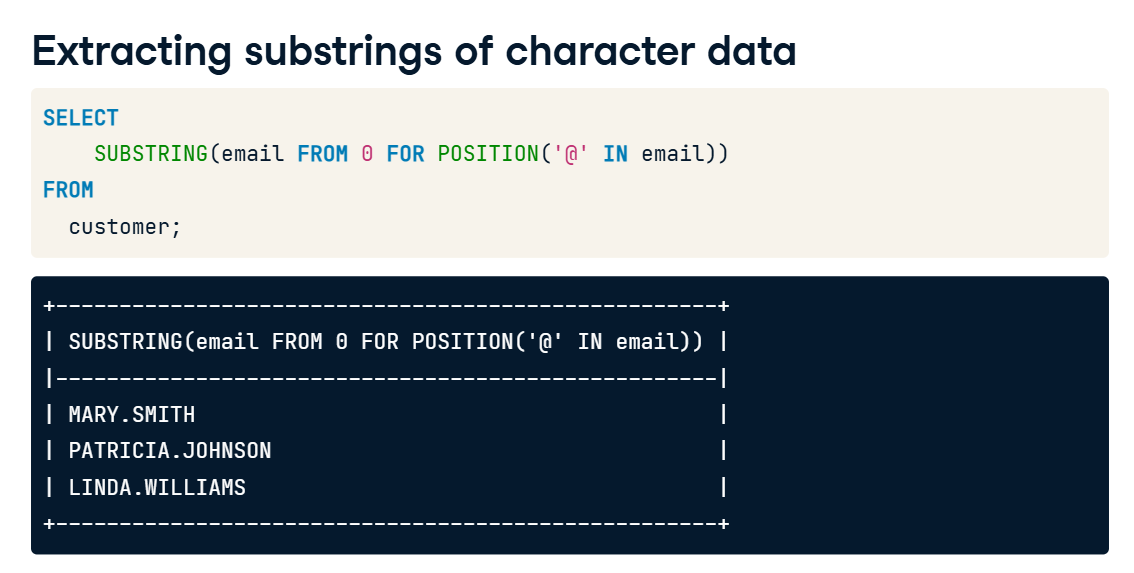 Extracting substrings of character data
SELECT
    SUBSTRING(email FROM 0 FOR POSITION('@' IN email))
FROM
  customer;
+----------------------------------------------------+
| SUBSTRING(email FROM 0 FOR POSITION('@' IN email)) |
|----------------------------------------------------|
| MARY.SMITH                                         |
| PATRICIA.JOHNSON                                   |
| LINDA.WILLIAMS                                     |
+----------------------------------------------------+